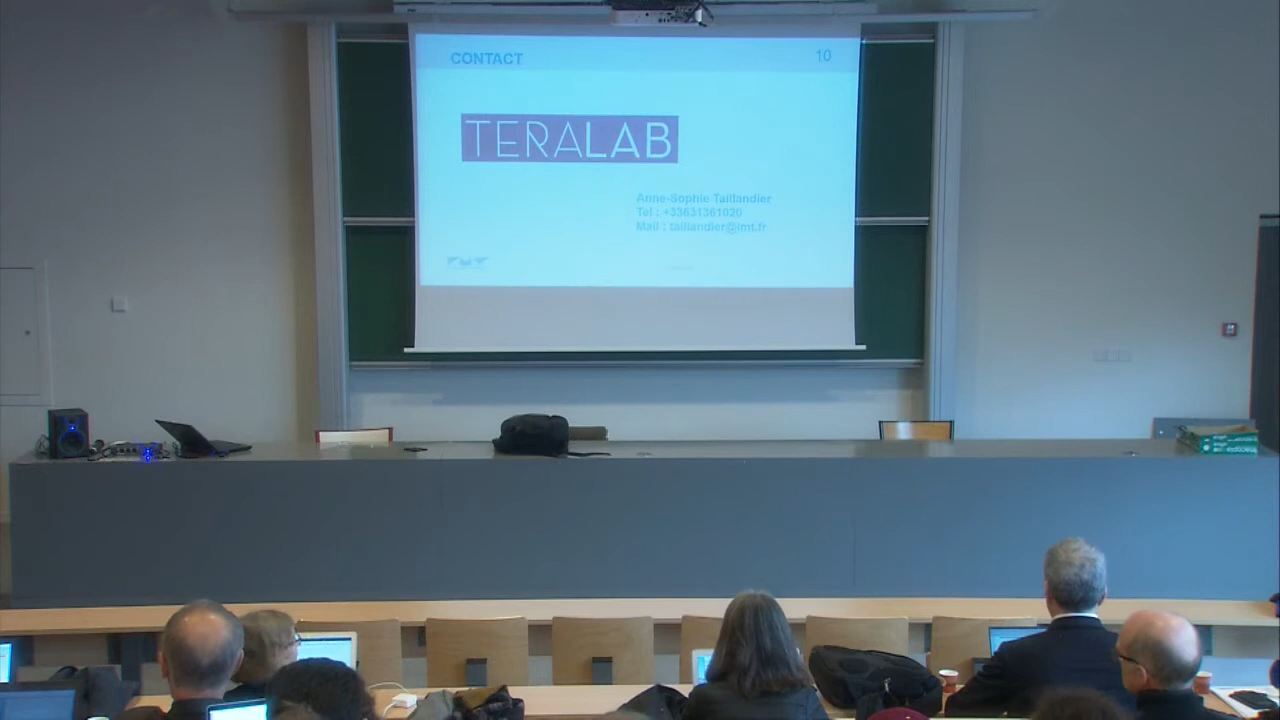 CONTACT
10
TERALAB
Anne-Sophie Taillandier
Tel : +33631361020
Mail : taillandier@imt.fr